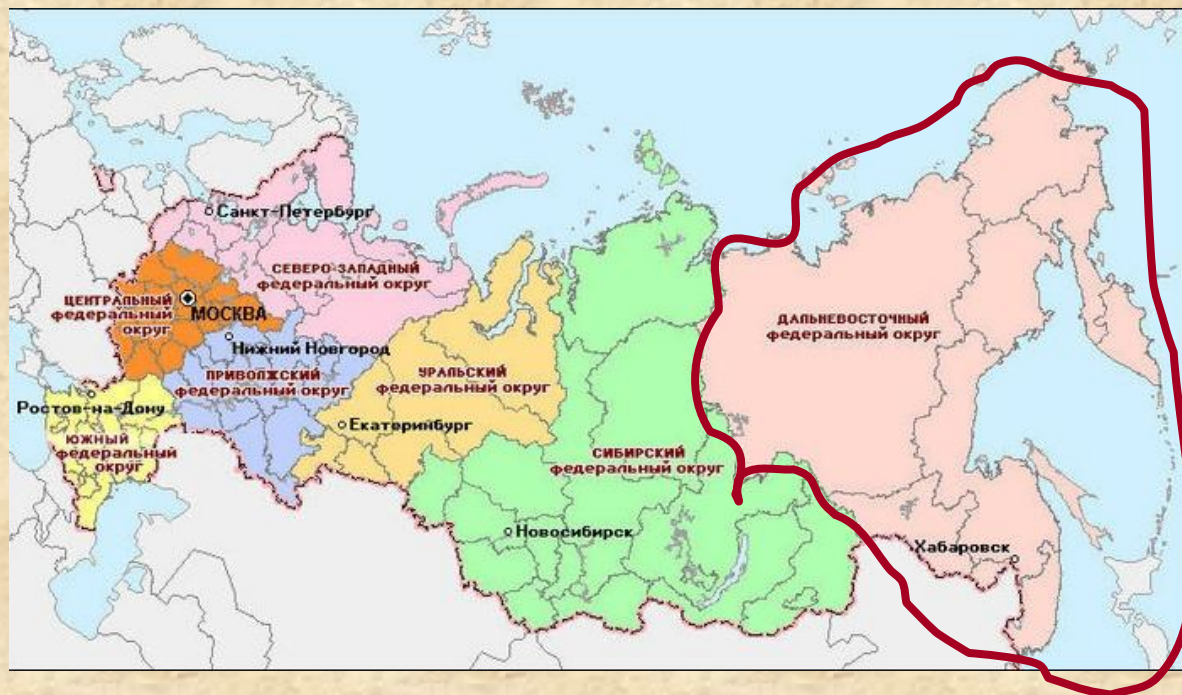 Санкт-Петербург
СЕВЕРО-ЗАПАДНЫЙ
федеральный округ
ЦЕНТРАЛЬНЫЙ
федеральный
округ
МОСКВА
Нижний Новгород
ПРИВОЛЖСКИЙ
федеральный округ
УРАЛЬСКИЙ
федеральный округ
Ростов-на-Дону
ЮЖНЫЙ
федеральный
округ
Екатеринбург
СИБИРСКИЙ
федеральный округ
Новосибирск
ДАЛЬНЕВОСТОЧНЫЙ
федеральный округ
Хабаровск